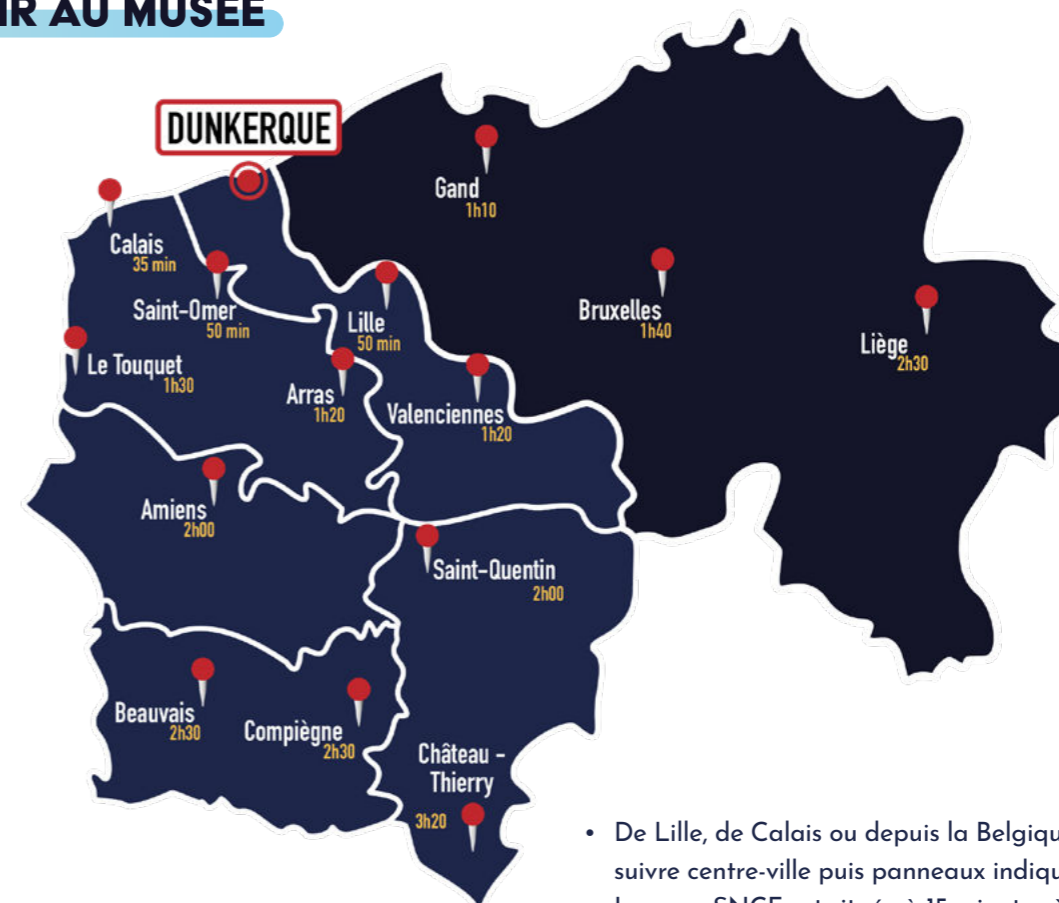 IR AU MUSÉE
DUNKERQUE
Gand
1h10
Calais
35 min
Saint-Omer
50 min
Lille
50 min
Bruxelles
1h40
Liège
2h30
Le Touquet
1h30
Arras
1h20
Valenciennes
1h20
Amiens
2h00
Saint-Quentin
2h00
Beauvais
2h30
Compiègne
2h30
Château -
Thierry
3h20
• De Lille, de Calais ou depuis la Belgiqu
suivre centre-ville puis panneaux indiqu